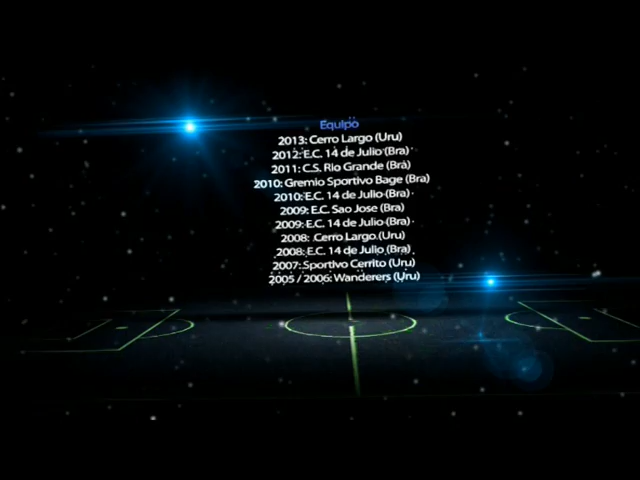 Equipo
2013: Cerro Largo (Uru)
2012: E.C. 14 de Julio (Bra)
2011: C.S. Rio Grande (Bra)
2010: Gremio Sportivo Bage (Bra)
2010: E.C. 14 de Julio (Bra)
2009: E.C. Sao Jose (Bra)
2009: E.C. 14 de Julio (Bra)
2008: Cerro Largo (Uru)
2008: E.C. 14 de Julio (Bra)
2007: Sportivo Cerrito (Uru)
2005 / 2006: Wanderers (Uru)